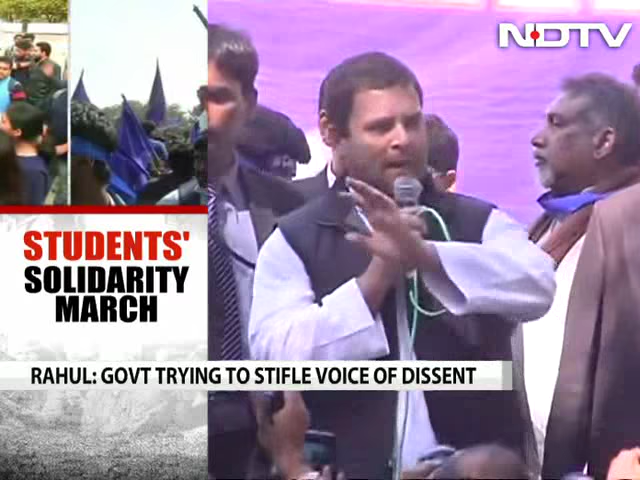 NDTV
STUDENTS'
SOLIDARITY
MARCH
RAHUL: GOVT TRYING TO STIFLE VOICE OF DISSENT